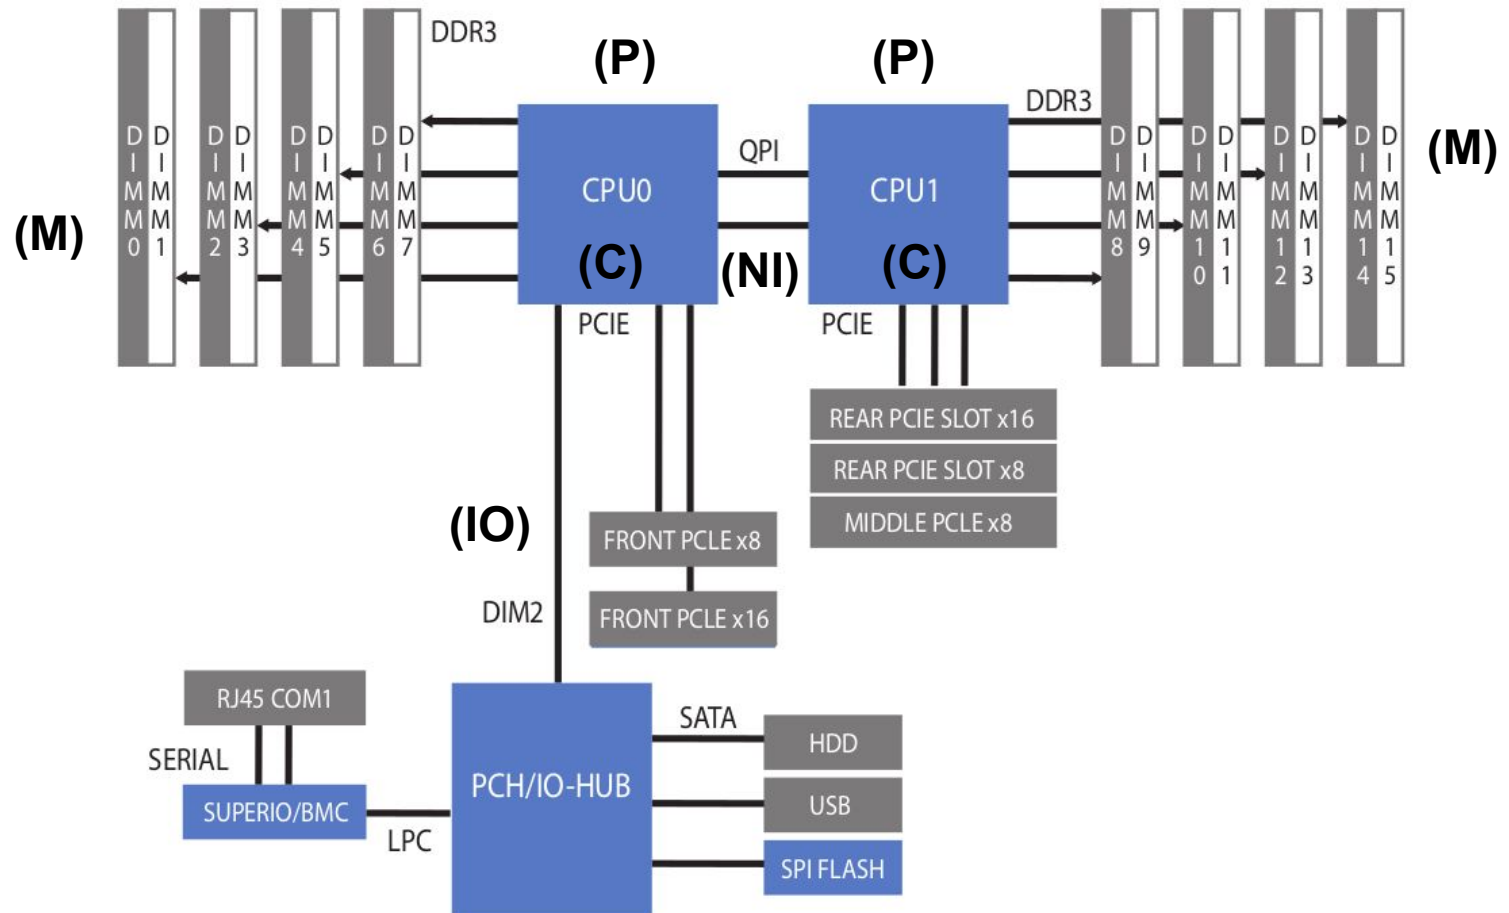 DDR3
(P)
(P)
DDR3
DIMM0
DIMM1
DIMM2
DIMM3
DIMM4
DIMM5
DIMM6
DIMM7
(M)
CPU0
(C)
QPI
(NI)
CPU1
(C)
DIMM8
DIMM9
DIMM10
DIMM11
DIMM12
DIMM13
DIMM14
DIMM15
(M)
PCIE
PCIE
REAR PCIE SLOT x16
REAR PCIE SLOT x8
MIDDLE PCLE x8
(IO)
FRONT PCLE x8
DIM2
FRONT PCLE x16
RJ45 COM1
SERIAL
SUPERIO/BMC
LPC
PCH/IO-HUB
SATA
HDD
USB
SPI FLASH